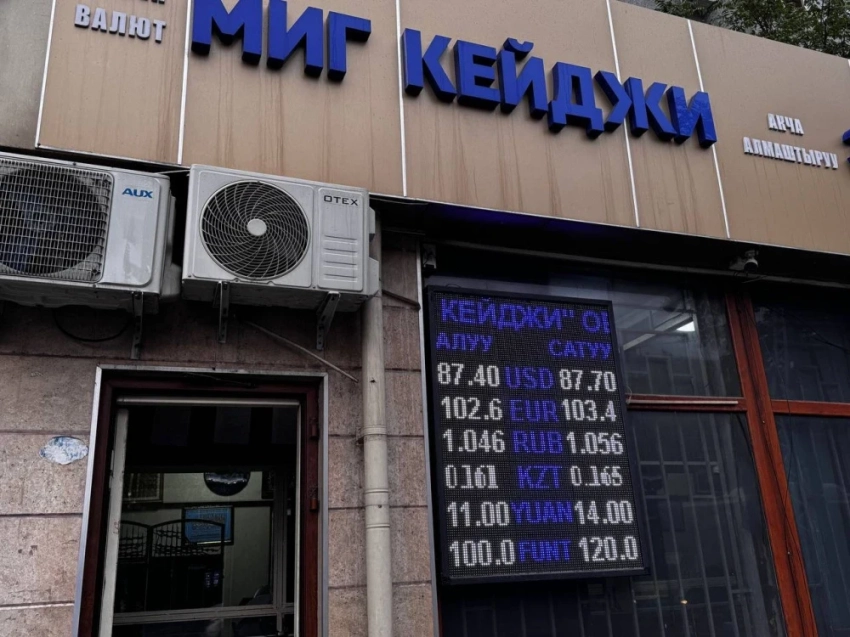 ВАЛЮТ
МИГ КЕЙДЖИ
АКЧА
АЛМАШТЫРУУ
AUX
OTEX
КЕЙДЖИ"
АЛУУ САТУУ
87.40 USD 87.70
102.6 EUR 103.4
1.046 RUB 1.056
0.161 KZT 0.165
11.00 YUAN 14.00
100.0 FUNT 120.0